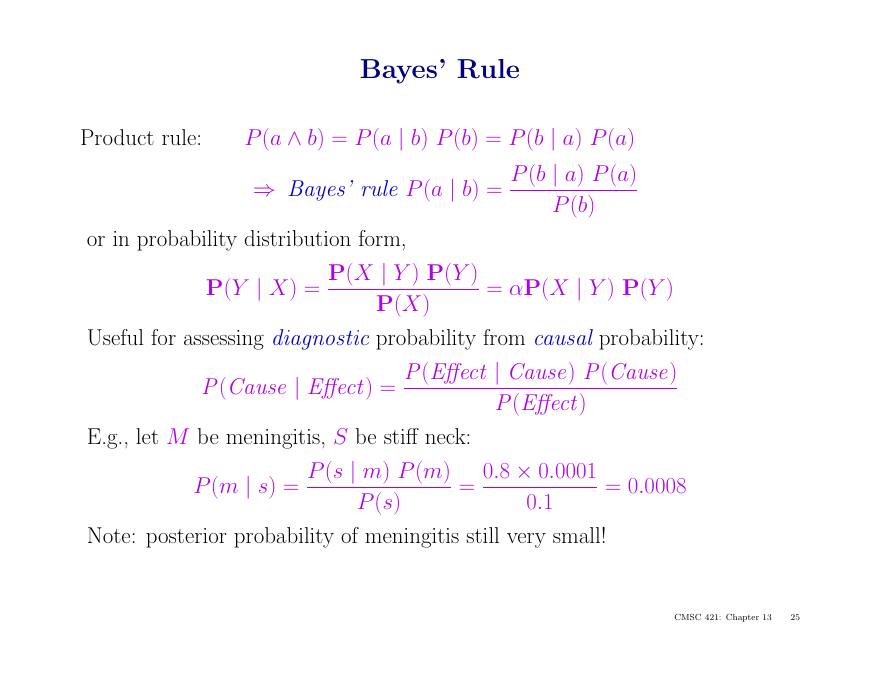 Bayes' Rule
Product rule: P(a ∧ b) = P(a | b) P(b) = P(b | a) P(a)
⇒ Bayes' rule P(a | b) = P(b | a) P(a) / P(b)
or in probability distribution form,
P(Y | X) = P(X | Y) P(Y) / P(X) = αP(X | Y) P(Y)
Useful for assessing diagnostic probability from causal probability:
P(Cause | Effect) = P(Effect | Cause) P(Cause) / P(Effect)
E.g., let M be meningitis, S be stiff neck:
P(m | s) = P(s | m) P(m) / P(s) = 0.8 × 0.0001 / 0.1 = 0.0008
Note: posterior probability of meningitis still very small!
CMSC 421: Chapter 13 25